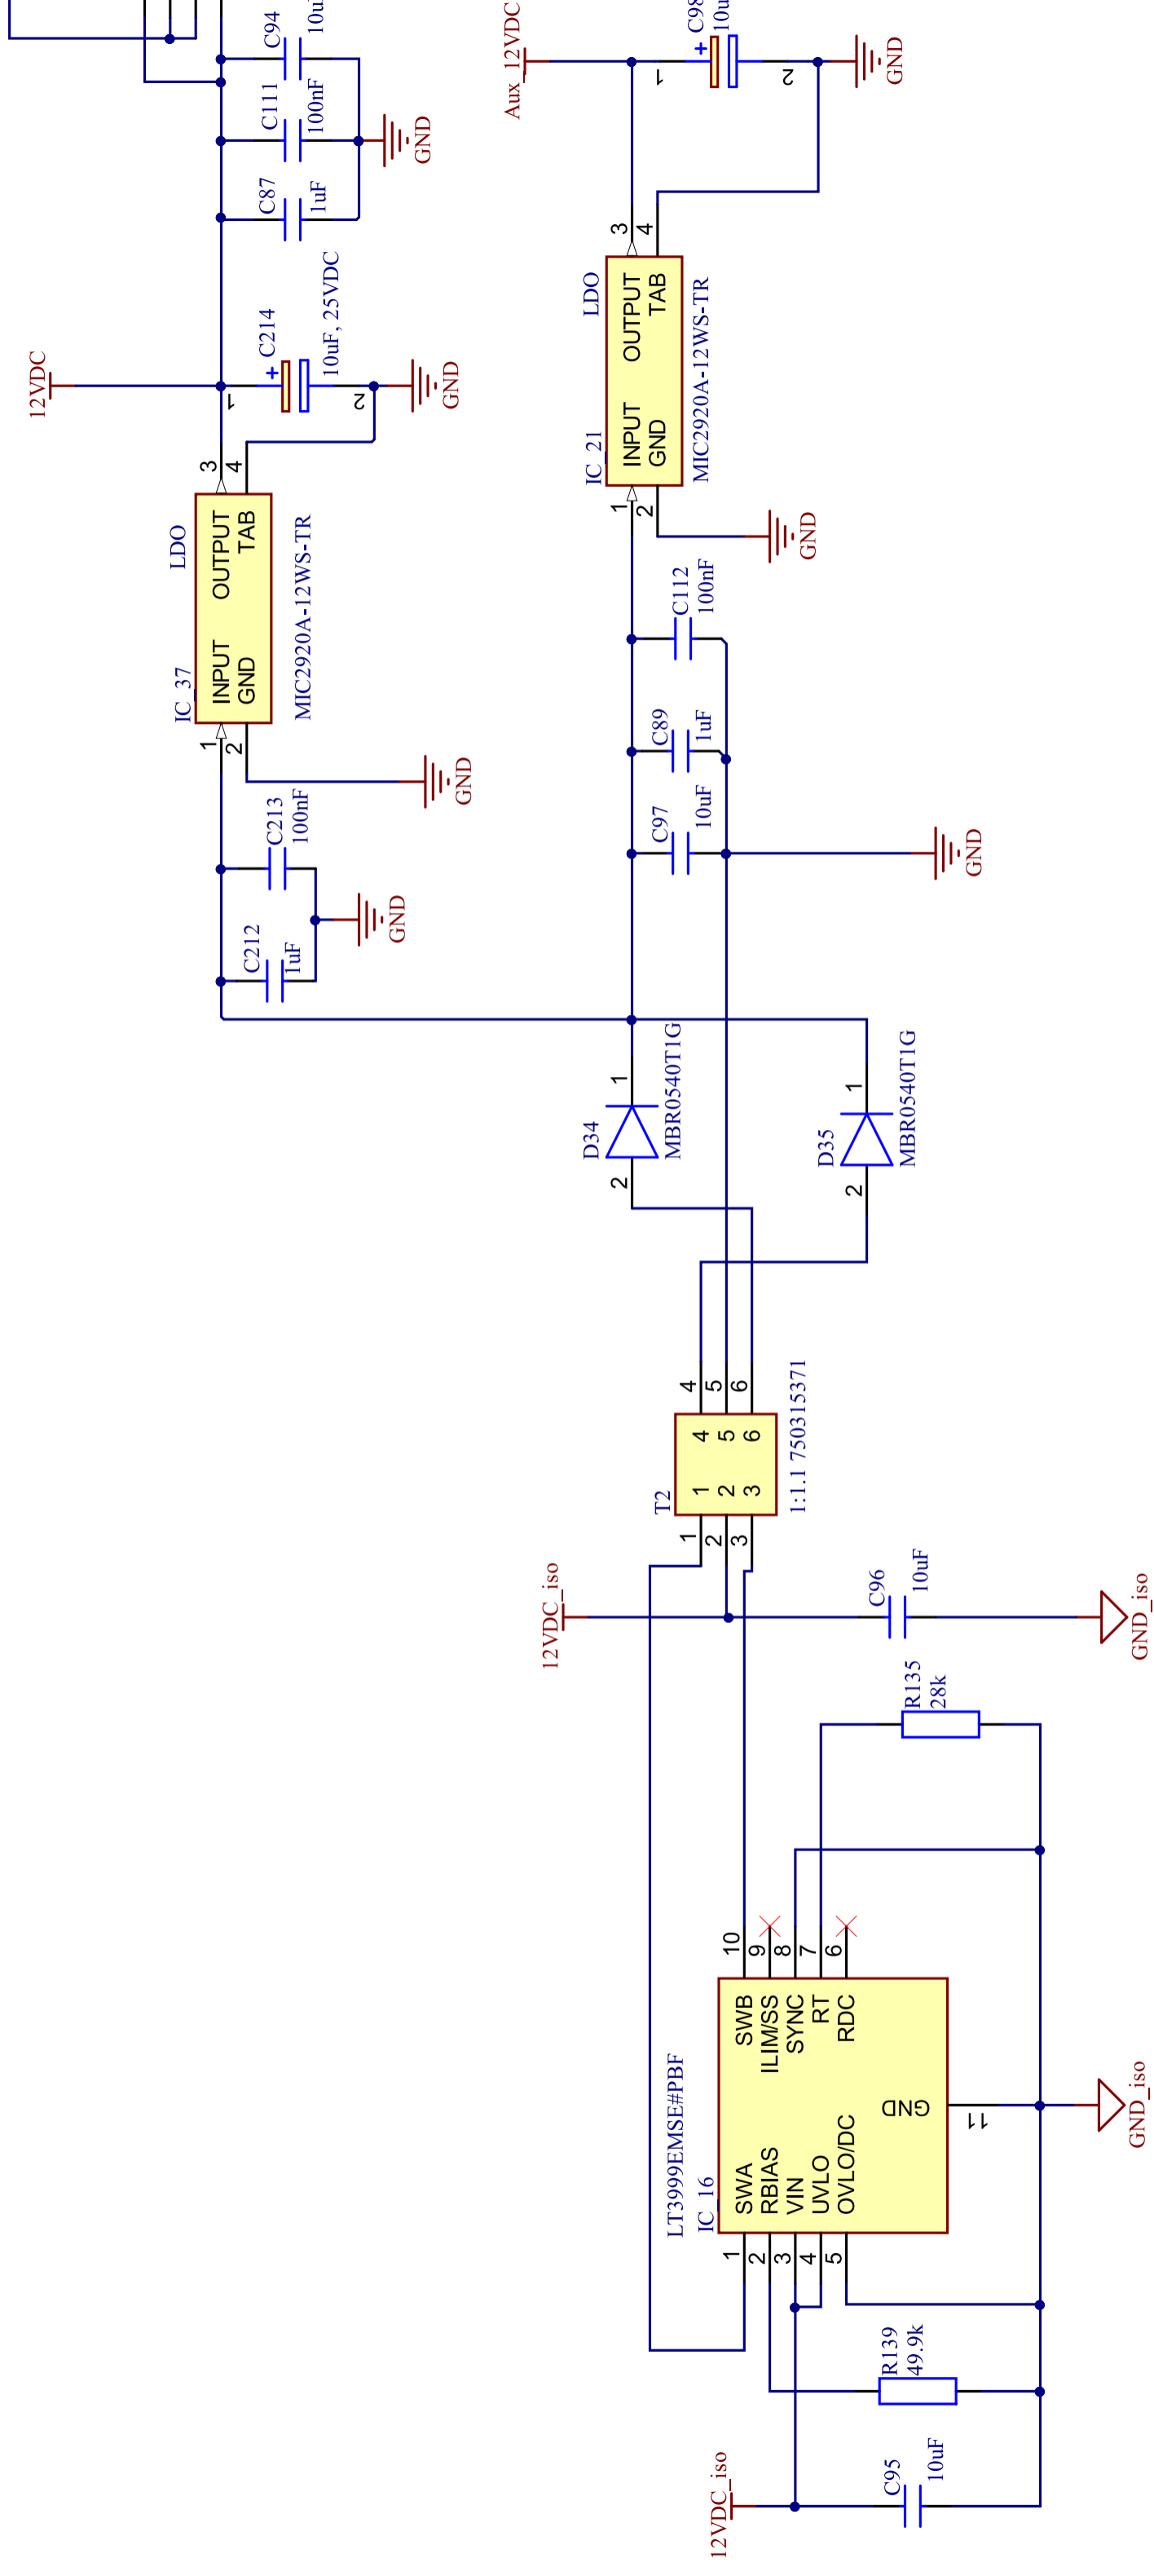 12VDC_iso
C95
10uF
R139
49.9k
LT3999EMSE#PBF
IC_16
1
2
3
4
5
SWA
RBIAS
VIN
UVLO
OVLO/DC
GND
11
GND_iso
SWB
ILIM/SS
SYNC
RT
RDC
10
9
8
7
6
R135
28k
12VDC_iso
C96
10uF
GND_iso
T2
1:1.1 750315371
1
2
3
1
2
3
4
5
6
4
5
6
D34
MBR0540T1G
2
1
D35
MBR0540T1G
2
1
C212
1uF
C213
100nF
GND
IC_37
LDO
MIC2920A-12WS-TR
1
2
INPUT
GND
OUTPUT
TAB
3
4
GND
12VDC
C214
10uF, 25VDC
1
+
2
GND
C87
1uF
C111
100nF
C94
GND
C97
10uF
C89
1uF
C112
100nF
GND
IC_21
LDO
MIC2920A-12WS-TR
1
2
INPUT
GND
OUTPUT
TAB
3
4
GND
Aux_12VDC
C98
1
+
2
GND